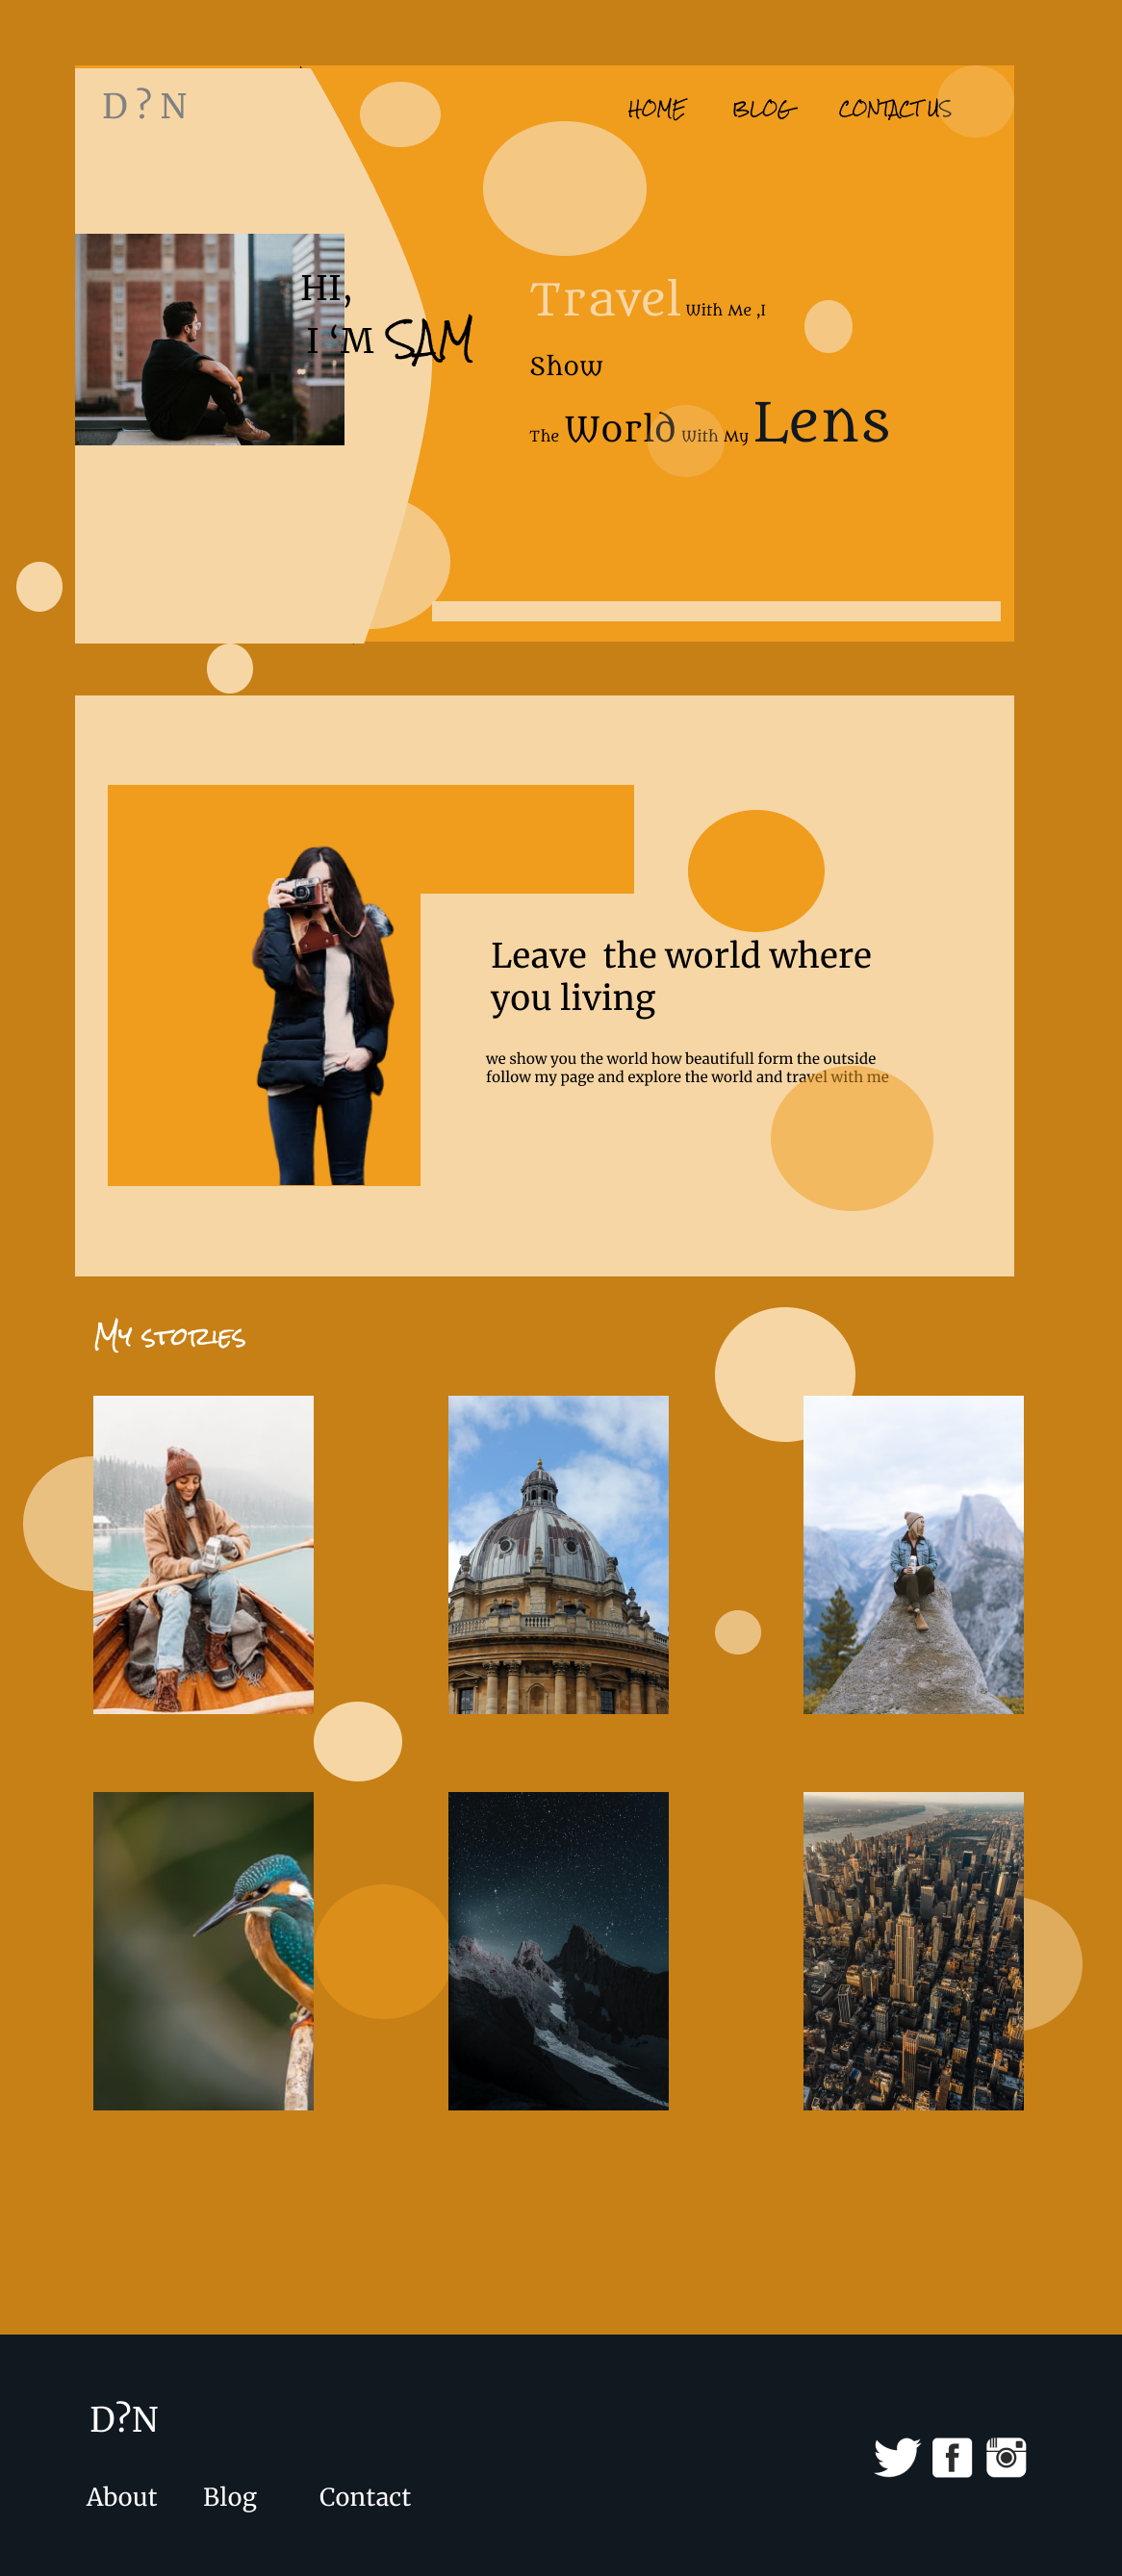 D ? N
HOME BLOG CONTACT US
HI,
I ‘M SAM
Travel With Me ,I
Show
The World With My Lens
Leave the world where
you living
we show you the world how beautifull form the outside
follow my page and explore the world and travel with me
My stories
D?N
About Blog Contact